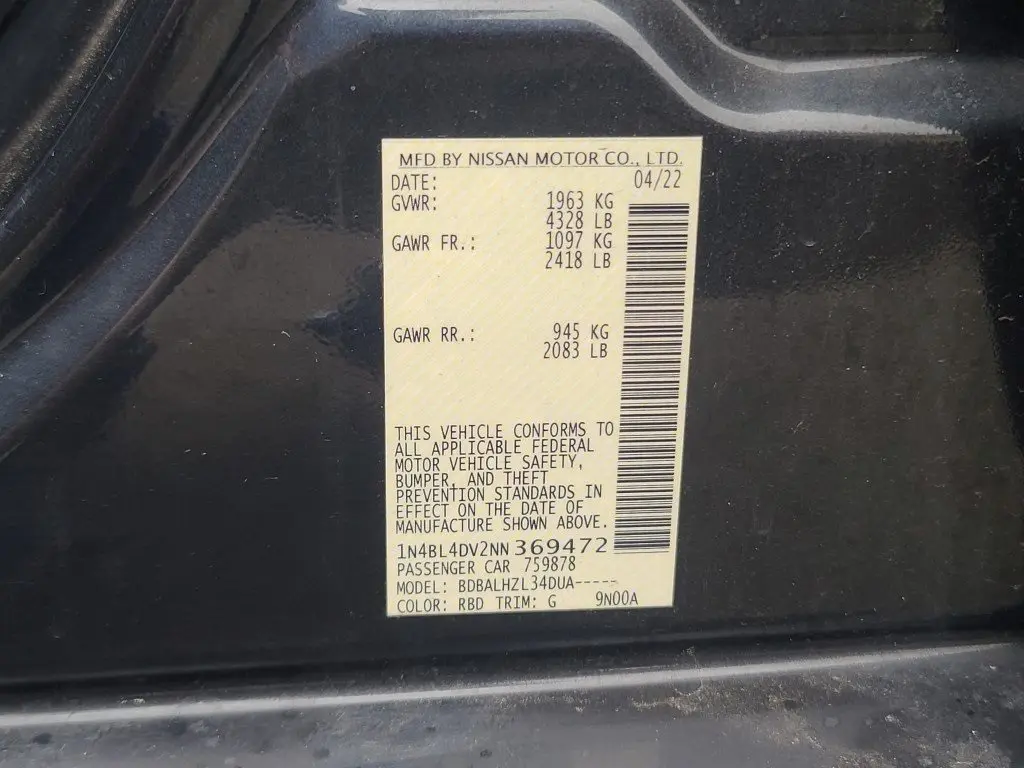 MFD BY NISSAN MOTOR CO., LTD.
DATE: 04/22
GVWR: 1963 KG
4328 LB
GAWR FR.: 1097 KG
2418 LB
GAWR RR.: 945 KG
2083 LB
THIS VEHICLE CONFORMS TO
ALL APPLICABLE FEDERAL
MOTOR VEHICLE SAFETY,
BUMPER, AND THEFT
PREVENTION STANDARDS IN
EFFECT ON THE DATE OF
MANUFACTURE SHOWN ABOVE.
1N4BL4DV2NN369472
PASSENGER CAR 759878
MODEL: BDBALHZL34DUA-----
COLOR: RBD TRIM: G 9N00A